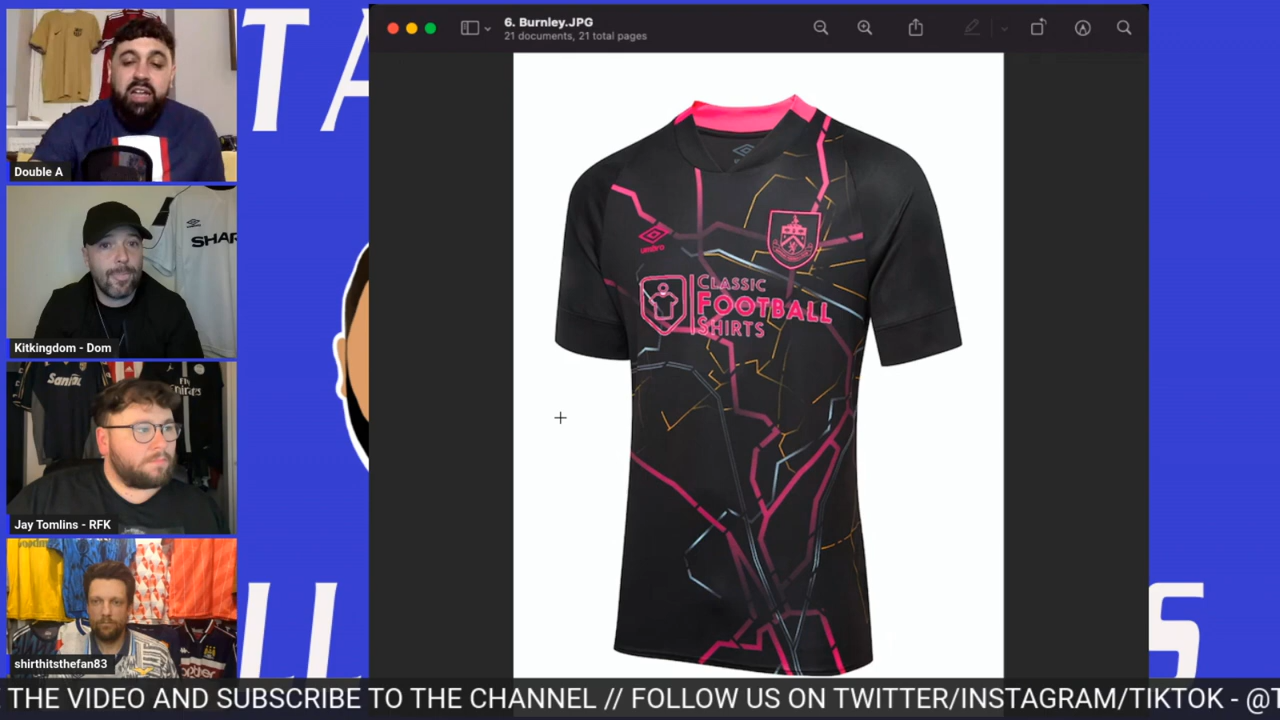 6. Burnley.JPG
21 documents, 21 total pages
Double A
SHAR
Kitkingdom - Dom
Jay Tomlins - RFK
shirthitsthefan83
umbro
CLASSIC
FOOTBALL
SHIRTS
THE VIDEO AND SUBSCRIBE TO THE CHANNEL // FOLLOW US ON TWITTER/INSTAGRAM/TIKTOK - @T